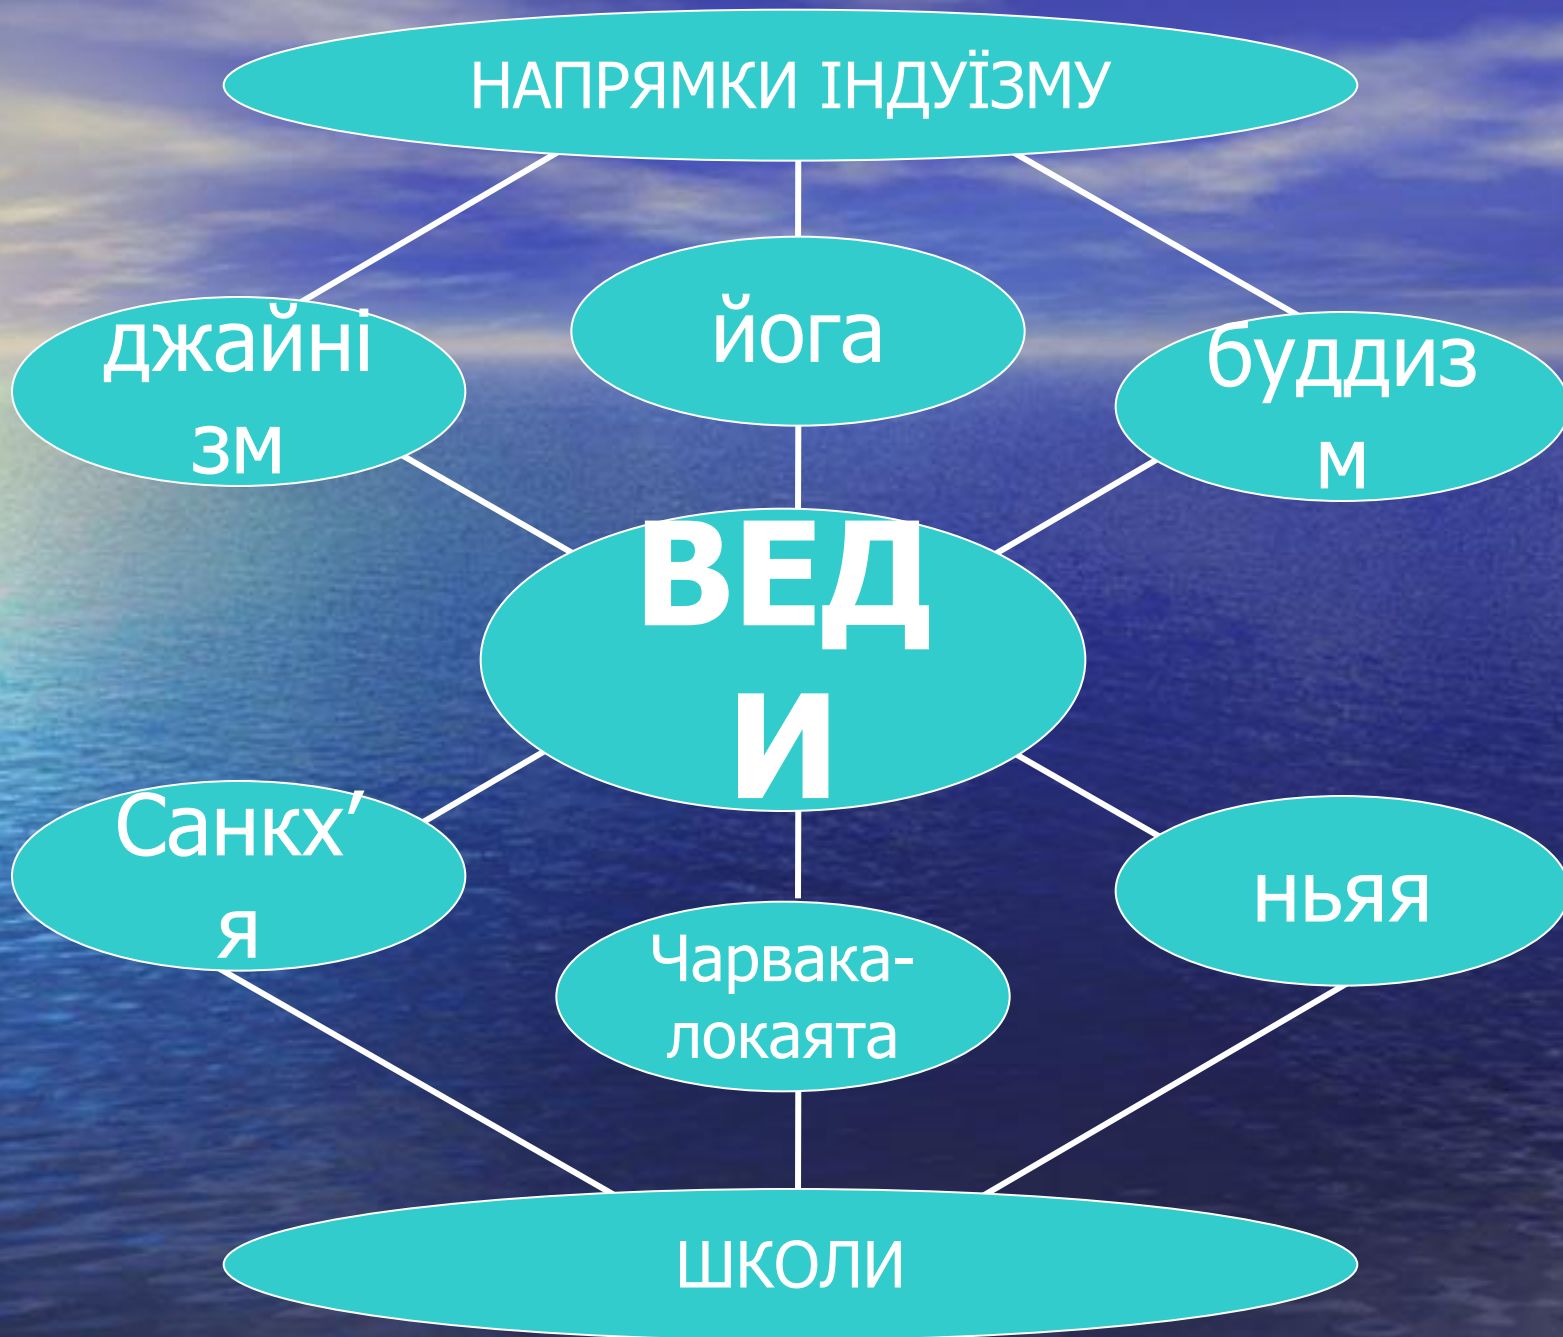 НАПРЯМКИ ІНДУЇЗМУ
джайні
зм
йога
буддиз
м
ВЕД
И
Санкх’
я
Чарвака-
локаята
ньяя
ШКОЛИ